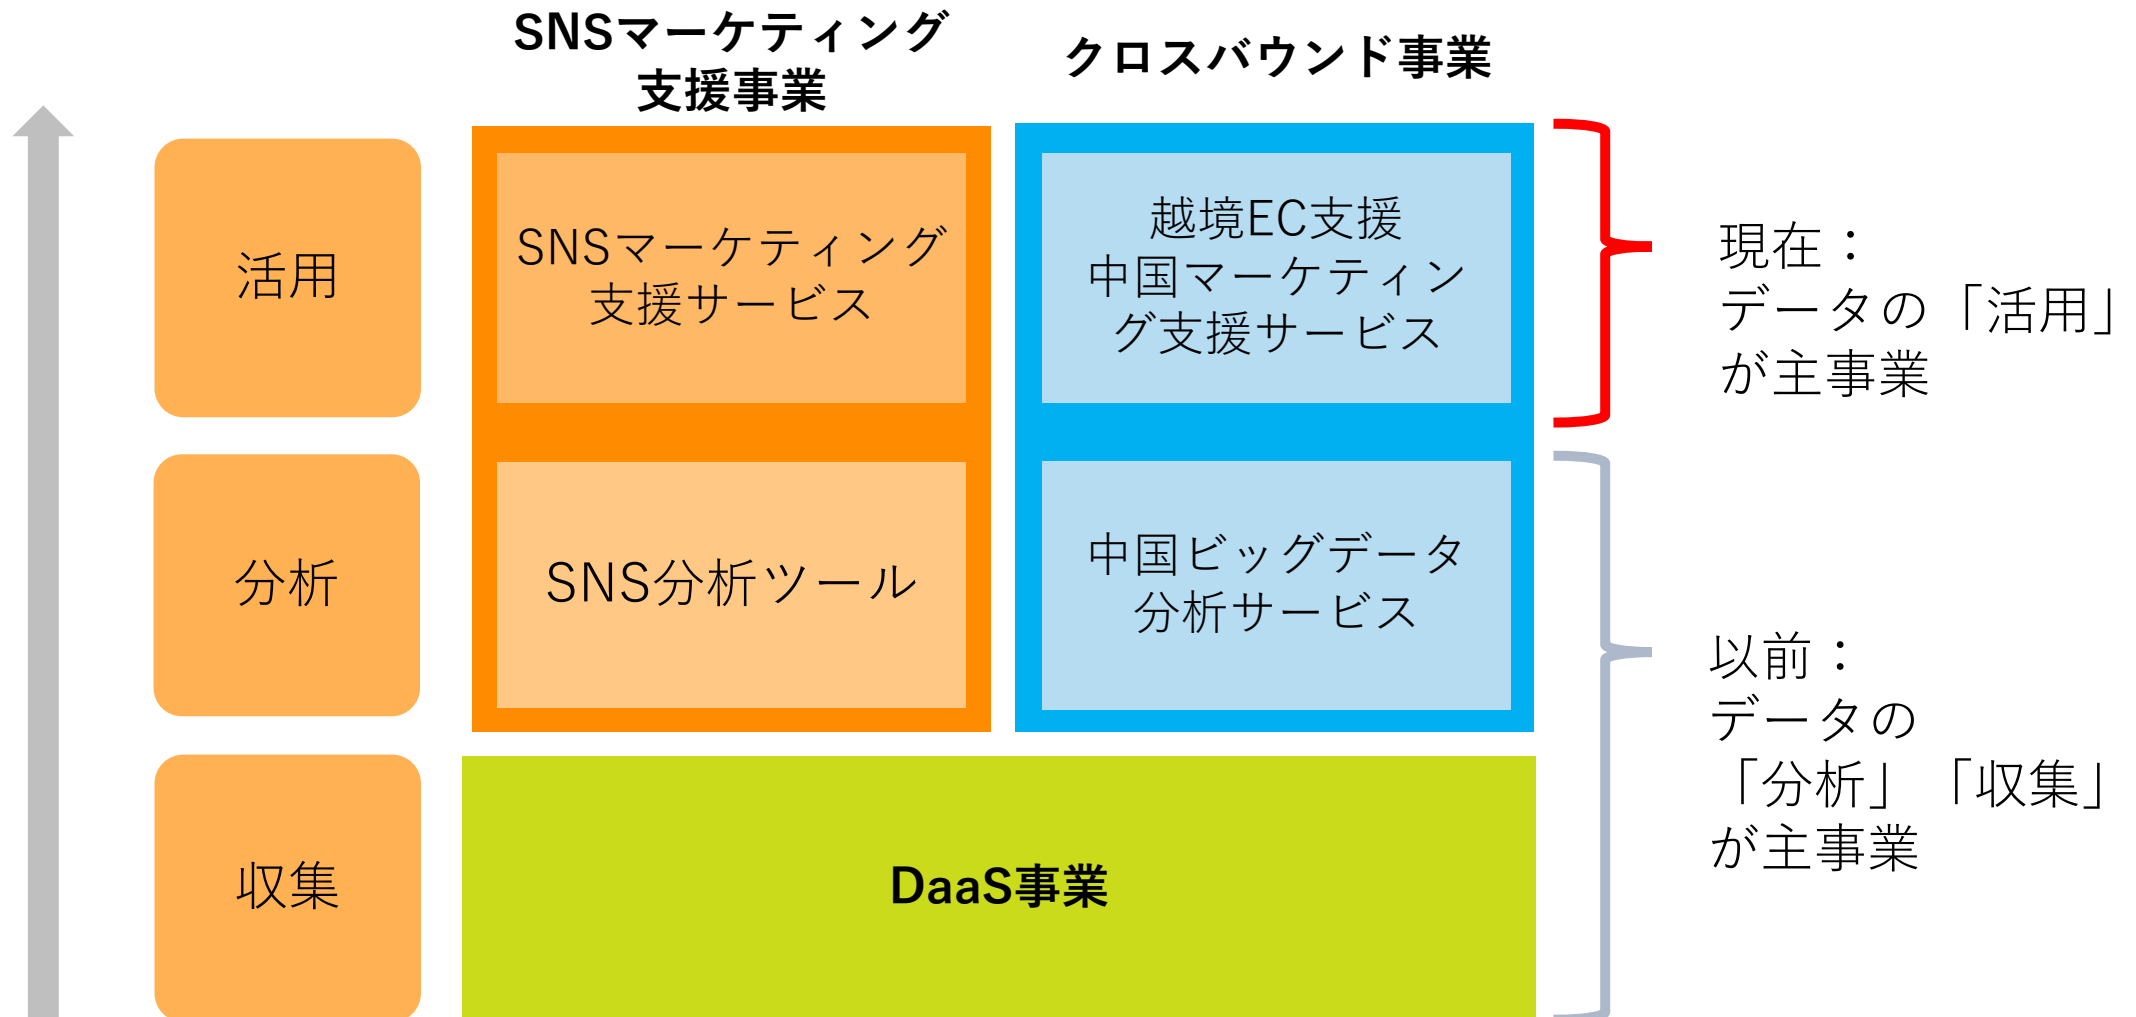 SNSマーケティング
支援事業
クロスバウンド事業
活用
SNSマーケティング
支援サービス
越境EC支援
中国マーケティン
グ支援サービス
現在：
データの「活用」
が主事業
分析
SNS分析ツール
中国ビッグデータ
分析サービス
以前：
データの
「分析」「収集」
が主事業
収集
DaaS事業